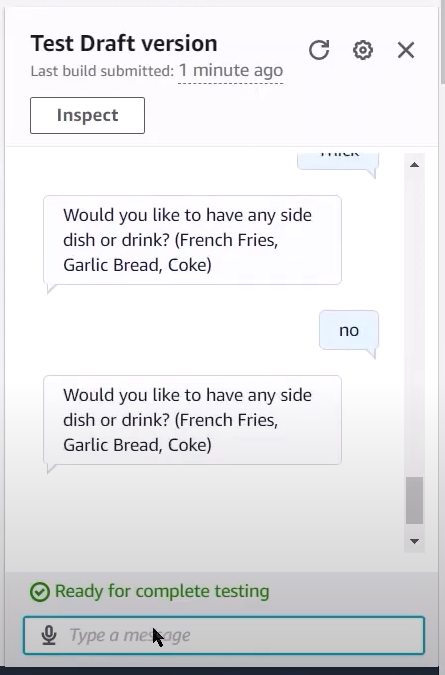 Test Draft version
Last build submitted: 1 minute ago
Inspect
Would you like to have any side
dish or drink? (French Fries,
Garlic Bread, Coke)
no
Would you like to have any side
dish or drink? (French Fries,
Garlic Bread, Coke)
Ready for complete testing
Type a message